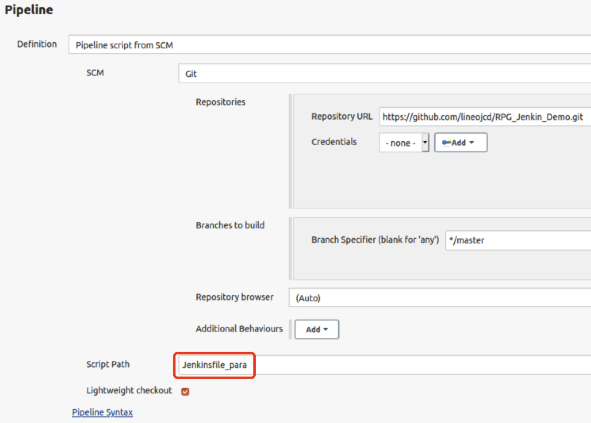 Pipeline
Definition Pipeline script from SCM
SCM Git
Repositories
Repository URL https://github.com/lineojcd/RPG_Jenkin_Demo.git
Credentials - none - Add
Branches to build
Branch Specifier (blank for 'any') */master
Repository browser (Auto)
Additional Behaviours Add
Script Path Jenkinsfile_para
Lightweight checkout
Pipeline Syntax